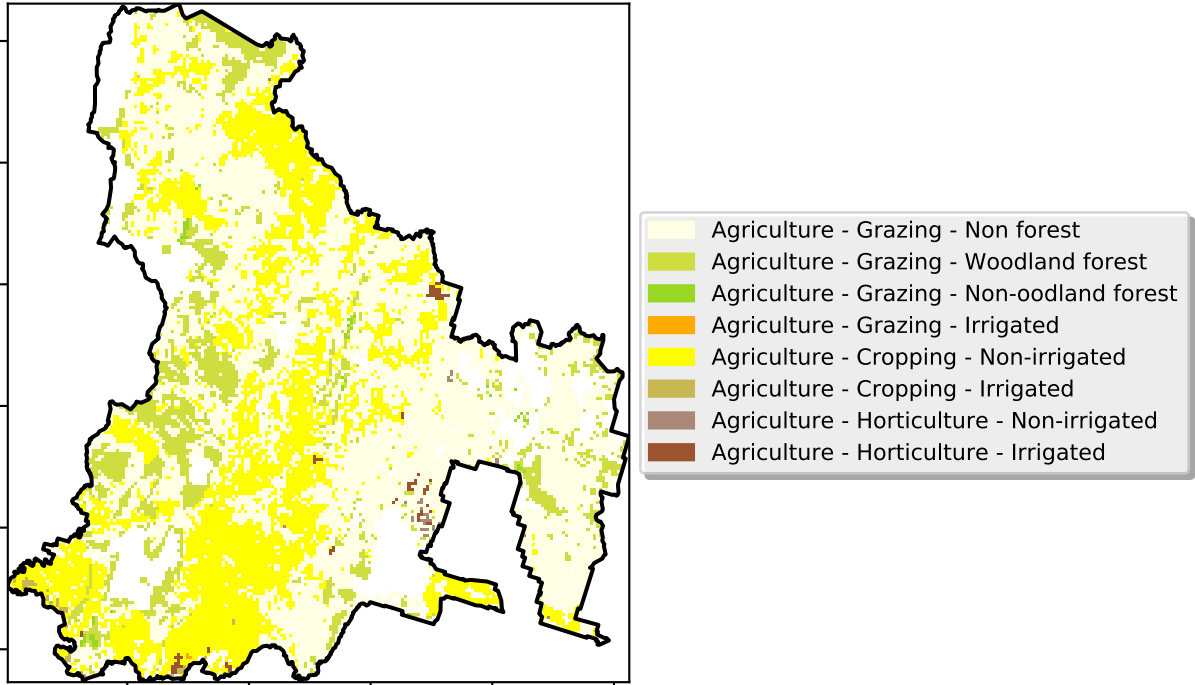 Agriculture - Grazing - Non forest
Agriculture - Grazing - Woodland forest
Agriculture - Grazing - Non-oodland forest
Agriculture - Grazing - Irrigated
Agriculture - Cropping - Non-irrigated
Agriculture - Cropping - Irrigated
Agriculture - Horticulture - Non-irrigated
Agriculture - Horticulture - Irrigated